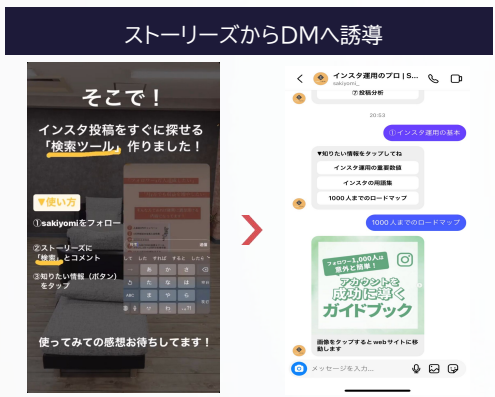 ストーリーズからDMへ誘導
そこで！
インスタ投稿をすぐに探せる
「検索ツール」作りました！
▼使い方
①sakiyomiをフォロー
②ストーリーズに
「検索」とコメント
③知りたい情報（ボタン）
をタップ
使ってみての感想お待ちしてます！
インスタ運用のプロ | S...
sakiyomi_
⑦投稿分析
20:53
①インスタ運用の基本
▼知りたい情報をタップしてね
インスタ運用の重要数値
インスタの用語集
1000人までのロードマップ
1000人までのロードマップ
フォロワー1,000人は
意外と簡単！
アカウントを
成功に導く
ガイドブック
画像をタップするとwebサイトに移
動します
メッセージを入力...